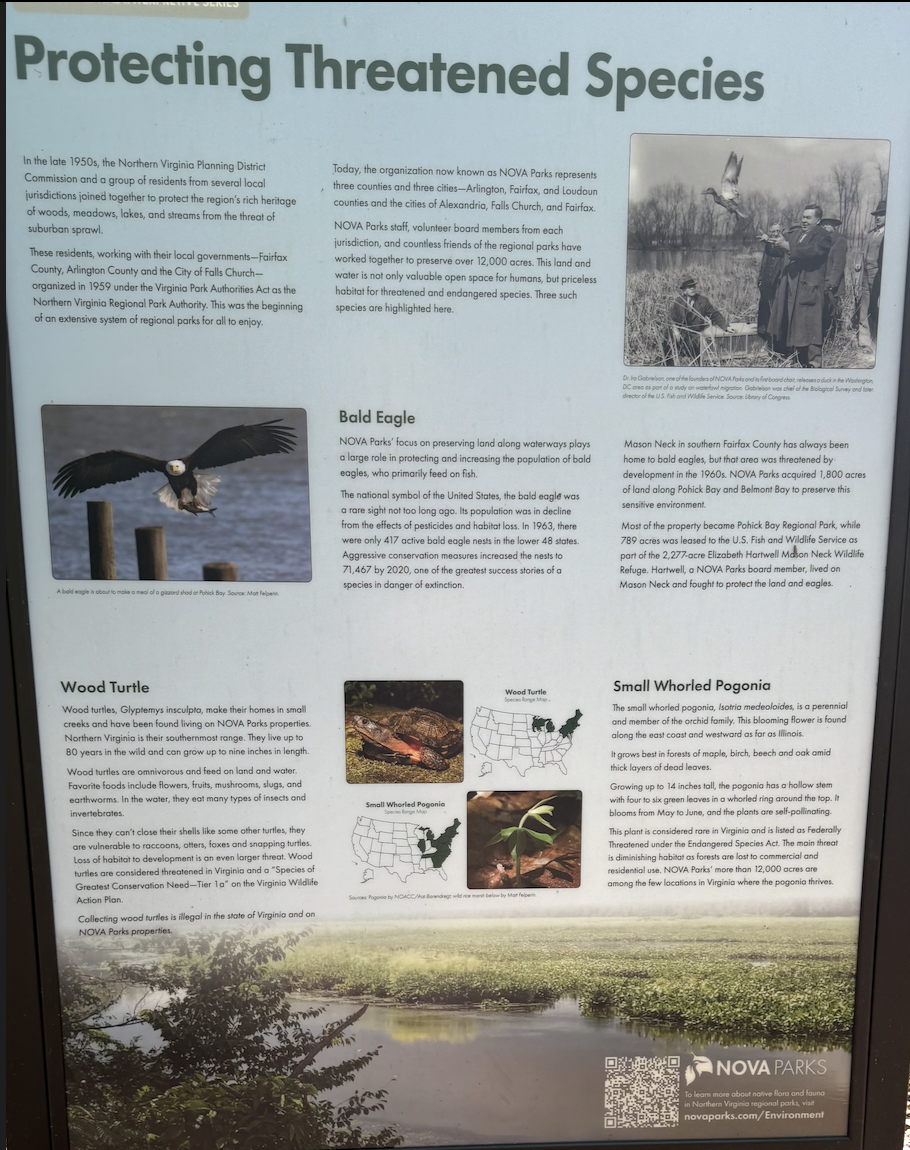 SERIES
Protecting Threatened Species
In the late 1950s, the Northern Virginia Planning District
Commission and a group of residents from several local
jurisdictions joined together to protect the region's rich heritage
of woods, meadows, lakes, and streams from the threat of
suburban sprawl.
These residents, working with their local governments—Fairfax
County, Arlington County and the City of Falls Church—
organized in 1959 under the Virginia Park Authorities Act as the
Northern Virginia Regional Park Authority. This was the beginning
of an extensive system of regional parks for all to enjoy.
Today, the organization now known as NOVA Parks represents
three counties and three cities—Arlington, Fairfax, and Loudoun
counties and the cities of Alexandria, Falls Church, and Fairfax.
NOVA Parks staff, volunteer board members from each
jurisdiction, and countless friends of the regional parks have
worked together to preserve over 12,000 acres. This land and
water is not only valuable open space for humans, but priceless
habitat for threatened and endangered species. Three such
species are highlighted here.
Dr. Ira Gabrielson, one of the founders of NOVA Parks and its first board chair, releases a duck in the Washington,
DC area as part of a study on waterfowl migration. Gabrielson was chief of the Biological Survey and later
director of the U.S. Fish and Wildlife Service. Source: Library of Congress
A bald eagle is about to make a meal of a gizzard shad at Pohick Bay. Source: Matt Felperin.
Bald Eagle
NOVA Parks' focus on preserving land along waterways plays
a large role in protecting and increasing the population of bald
eagles, who primarily feed on fish.
The national symbol of the United States, the bald eagle was
a rare sight not too long ago. Its population was in decline
from the effects of pesticides and habitat loss. In 1963, there
were only 417 active bald eagle nests in the lower 48 states.
Aggressive conservation measures increased the nests to
71,467 by 2020, one of the greatest success stories of a
species in danger of extinction.
Mason Neck in southern Fairfax County has always been
home to bald eagles, but that area was threatened by
development in the 1960s. NOVA Parks acquired 1,800 acres
of land along Pohick Bay and Belmont Bay to preserve this
sensitive environment.
Most of the property became Pohick Bay Regional Park, while
789 acres was leased to the U.S. Fish and Wildlife Service as
part of the 2,277-acre Elizabeth Hartwell Mason Neck Wildlife
Refuge. Hartwell, a NOVA Parks board member, lived on
Mason Neck and fought to protect the land and eagles.
Wood Turtle
Wood turtles, Glyptemys insculpta, make their homes in small
creeks and have been found living on NOVA Parks properties.
Northern Virginia is their southernmost range. They live up to
80 years in the wild and can grow up to nine inches in length.
Wood turtles are omnivorous and feed on land and water.
Favorite foods include flowers, fruits, mushrooms, slugs, and
earthworms. In the water, they eat many types of insects and
invertebrates.
Since they can't close their shells like some other turtles, they
are vulnerable to raccoons, otters, foxes and snapping turtles.
Loss of habitat to development is an even larger threat. Wood
turtles are considered threatened in Virginia and a "Species of
Greatest Conservation Need—Tier 1a" on the Virginia Wildlife
Action Plan.
Collecting wood turtles is illegal in the state of Virginia and on
NOVA Parks properties.
Wood Turtle
Species Range Map
Small Whorled Pogonia
Species Range Map
Sources: Pogonia by NOACC/ wild rice marsh below by Matt Felperin.
Small Whorled Pogonia
The small whorled pogonia, Isotria medeoloides, is a perennial
and member of the orchid family. This blooming flower is found
along the east coast and westward as far as Illinois.
It grows best in forests of maple, birch, beech and oak amid
thick layers of dead leaves.
Growing up to 14 inches tall, the pogonia has a hollow stem
with four to six green leaves in a whorled ring around the top. It
blooms from May to June, and the plants are self-pollinating.
This plant is considered rare in Virginia and is listed as Federally
Threatened under the Endangered Species Act. The main threat
is diminishing habitat as forests are lost to commercial and
residential use. NOVA Parks' more than 12,000 acres are
among the few locations in Virginia where the pogonia thrives.
NOVA PARKS
To learn more about native flora and fauna
in Northern Virginia regional parks, visit
novaparks.com/Environment